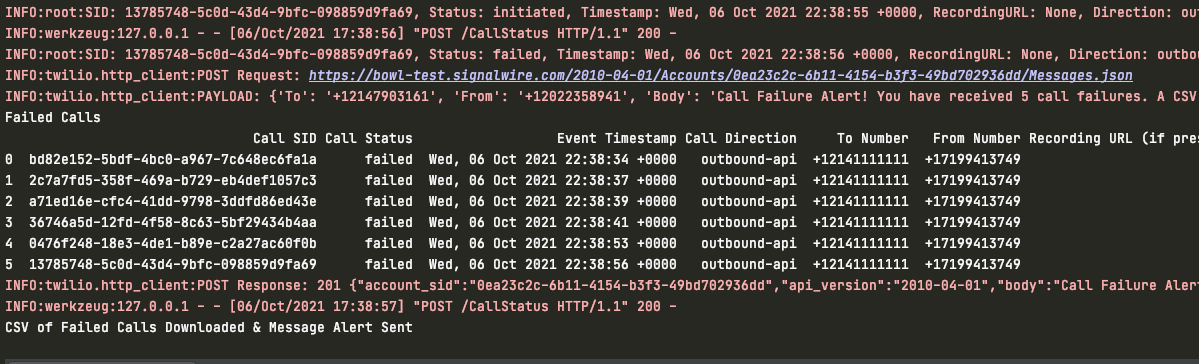 INFO:root:SID: 13785748-5c0d-43d4-9bfc-098859d9fa69, Status: initiated, Timestamp: Wed, 06 Oct 2021 22:38:55 +0000, RecordingURL: None, Direction: ou
INFO:werkzeug:127.0.0.1 - - [06/Oct/2021 17:38:56] "POST /CallStatus HTTP/1.1" 200 -
INFO:root:SID: 13785748-5c0d-43d4-9bfc-098859d9fa69, Status: failed, Timestamp: Wed, 06 Oct 2021 22:38:56 +0000, RecordingURL: None, Direction: outbo
INFO:twilio.http_client:POST Request: https://bowl-test.signalwire.com/2010-04-01/Accounts/0ea23c2c-6b11-4154-b3f3-49bd702936dd/Messages.json
INFO:twilio.http_client:PAYLOAD: {'To': '+12147903161', 'From': '+12022358941', 'Body': 'Call Failure Alert! You have received 5 call failures. A CSV
Failed Calls
Call SID Call Status Event Timestamp Call Direction To Number From Number Recording URL (if pres
0 bd82e152-5bdf-4bc0-a967-7c648ec6fa1a failed Wed, 06 Oct 2021 22:38:34 +0000 outbound-api +12141111111 +17199413749
1 2c7a7fd5-358f-469a-b729-eb4def1057c3 failed Wed, 06 Oct 2021 22:38:37 +0000 outbound-api +12141111111 +17199413749
2 a71ed16e-cfc4-41dd-9798-3ddfd86ed43e failed Wed, 06 Oct 2021 22:38:39 +0000 outbound-api +12141111111 +17199413749
3 36746a5d-12fd-4f58-8c63-5bf29434b4aa failed Wed, 06 Oct 2021 22:38:41 +0000 outbound-api +12141111111 +17199413749
4 0476f248-18e3-4de1-b89e-c2a27ac60f0b failed Wed, 06 Oct 2021 22:38:53 +0000 outbound-api +12141111111 +17199413749
5 13785748-5c0d-43d4-9bfc-098859d9fa69 failed Wed, 06 Oct 2021 22:38:56 +0000 outbound-api +12141111111 +17199413749
INFO:twilio.http_client:POST Response: 201 {"account_sid":"0ea23c2c-6b11-4154-b3f3-49bd702936dd","api_version":"2010-04-01","body":"Call Failure Aler
INFO:werkzeug:127.0.0.1 - - [06/Oct/2021 17:38:57] "POST /CallStatus HTTP/1.1" 200 -
CSV of Failed Calls Downloaded & Message Alert Sent